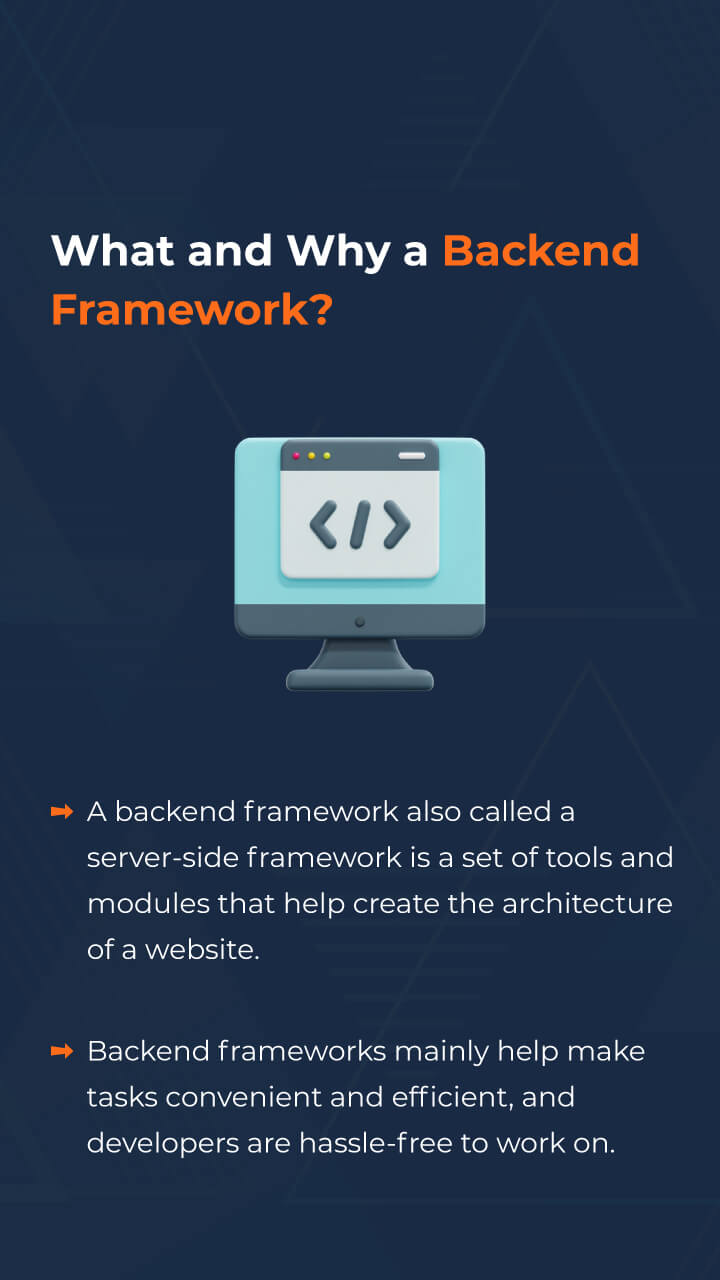 What and Why a Backend
Framework?
</>
A backend framework also called a
server-side framework is a set of tools and
modules that help create the architecture
of a website.
Backend frameworks mainly help make
tasks convenient and efficient, and
developers are hassle-free to work on.